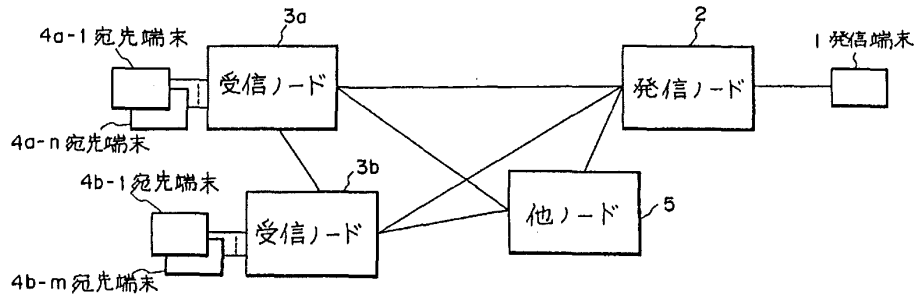 4a-1 宛先端末
3a
受信ノード
4a-n 宛先端末
2
発信ノード
1 発信端末
4b-1 宛先端末
3b
受信ノード
4b-m 宛先端末
他ノード
5